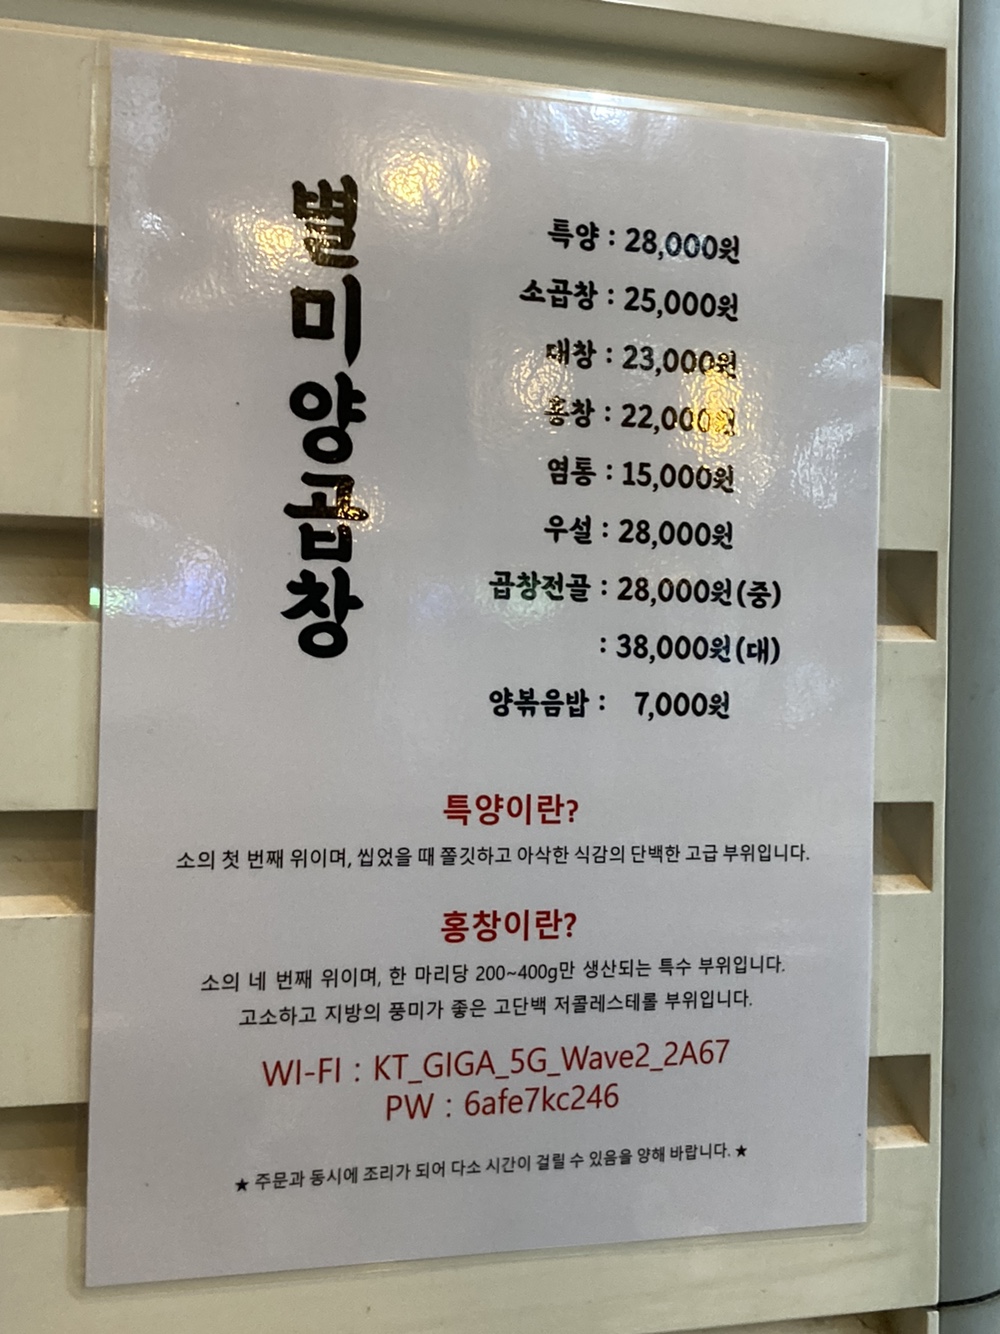 별미양곱창
특양 : 28,000원
소곱창 : 25,000원
대창 : 23,000원
홍창 : 22,000원
염통 : 15,000원
우설 : 28,000원
곱창전골 : 28,000원(중)
: 38,000원(대)
양볶음밥 : 7,000원
특양이란?
소의 첫 번째 위이며, 씹었을 때 쫄깃하고 아삭한 식감의 단백한 고급 부위입니다.
홍창이란?
소의 네 번째 위이며, 한 마리당 200~400g만 생산되는 특수 부위입니다.
고소하고 지방의 풍미가 좋은 고단백 저콜레스테롤 부위입니다.
WI-FI : KT_GIGA_5G_Wave2_2A67
PW : 6afe7kc246
★ 주문과 동시에 조리가 되어 다소 시간이 걸릴 수 있음을 양해 바랍니다. ★